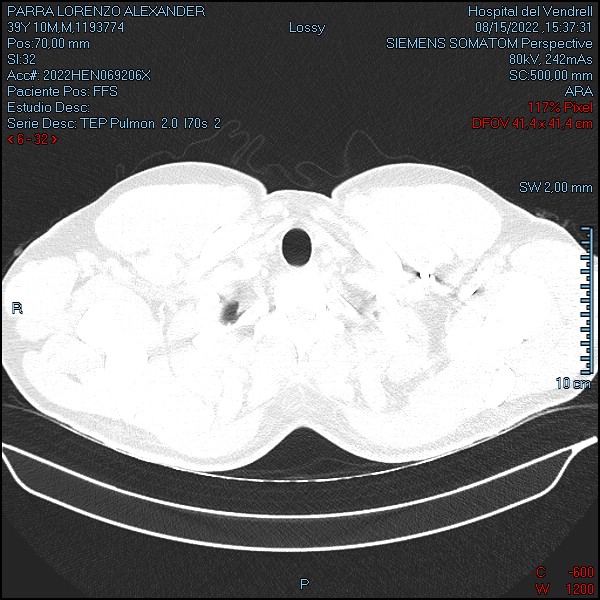 PARRA LORENZO ALEXANDER
39Y 10M,M,1193774
Pos:70,00 mm
SI:32
Acc#: 2022HEN069206X
Paciente Pos: FFS
Estudio Desc:
Serie Desc: TEP Pulmon  2.0  I70s  2
< 6 - 32 >
Lossy
Hospital del Vendrell
08/15/2022 ,15:37:31
SIEMENS SOMATOM Perspective
80kV, 242mAs
SC:500,00 mm
ARA
117% Pixel
DFOV 41,4 x 41,4 cm
SW 2,00 mm
R
10 cm
P
C -600
W 1200